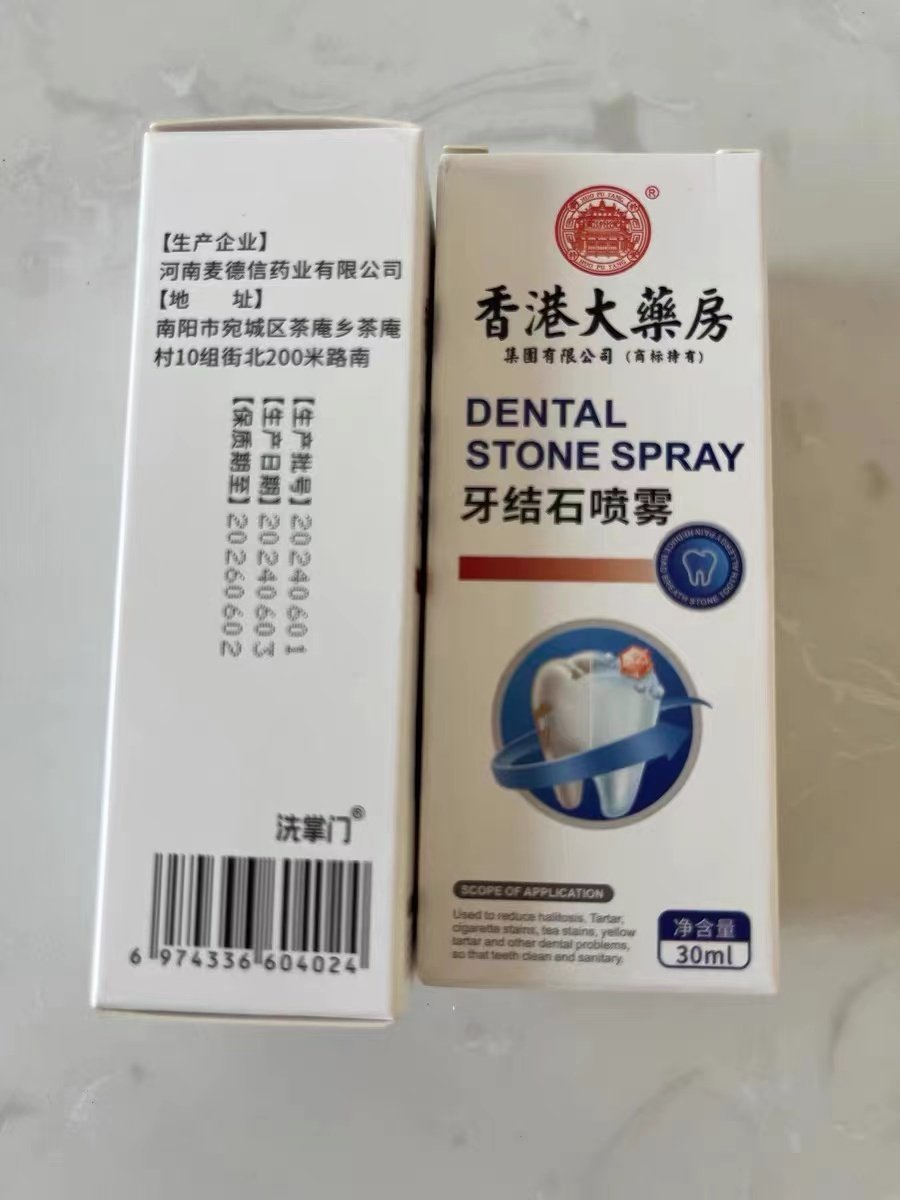 【生产企业】
河南麦德信药业有限公司
【地 址】
南阳市宛城区茶庵乡茶庵
村10组街北200米路南
【生产批号】20240601
【生产日期】20240603
【保质期至】20260602
洗掌门®
6 974336 604024
®
香港大藥房
集團有限公司(商标持有)
DENTAL
STONE SPRAY
牙结石喷雾
SCOPE OF APPLICATION
Used to reduce halitosis, Tartar,
cigarette stains, tea stains, yellow
tartar and other dental problems,
so that teeth clean and sanitary.
净含量
30ml